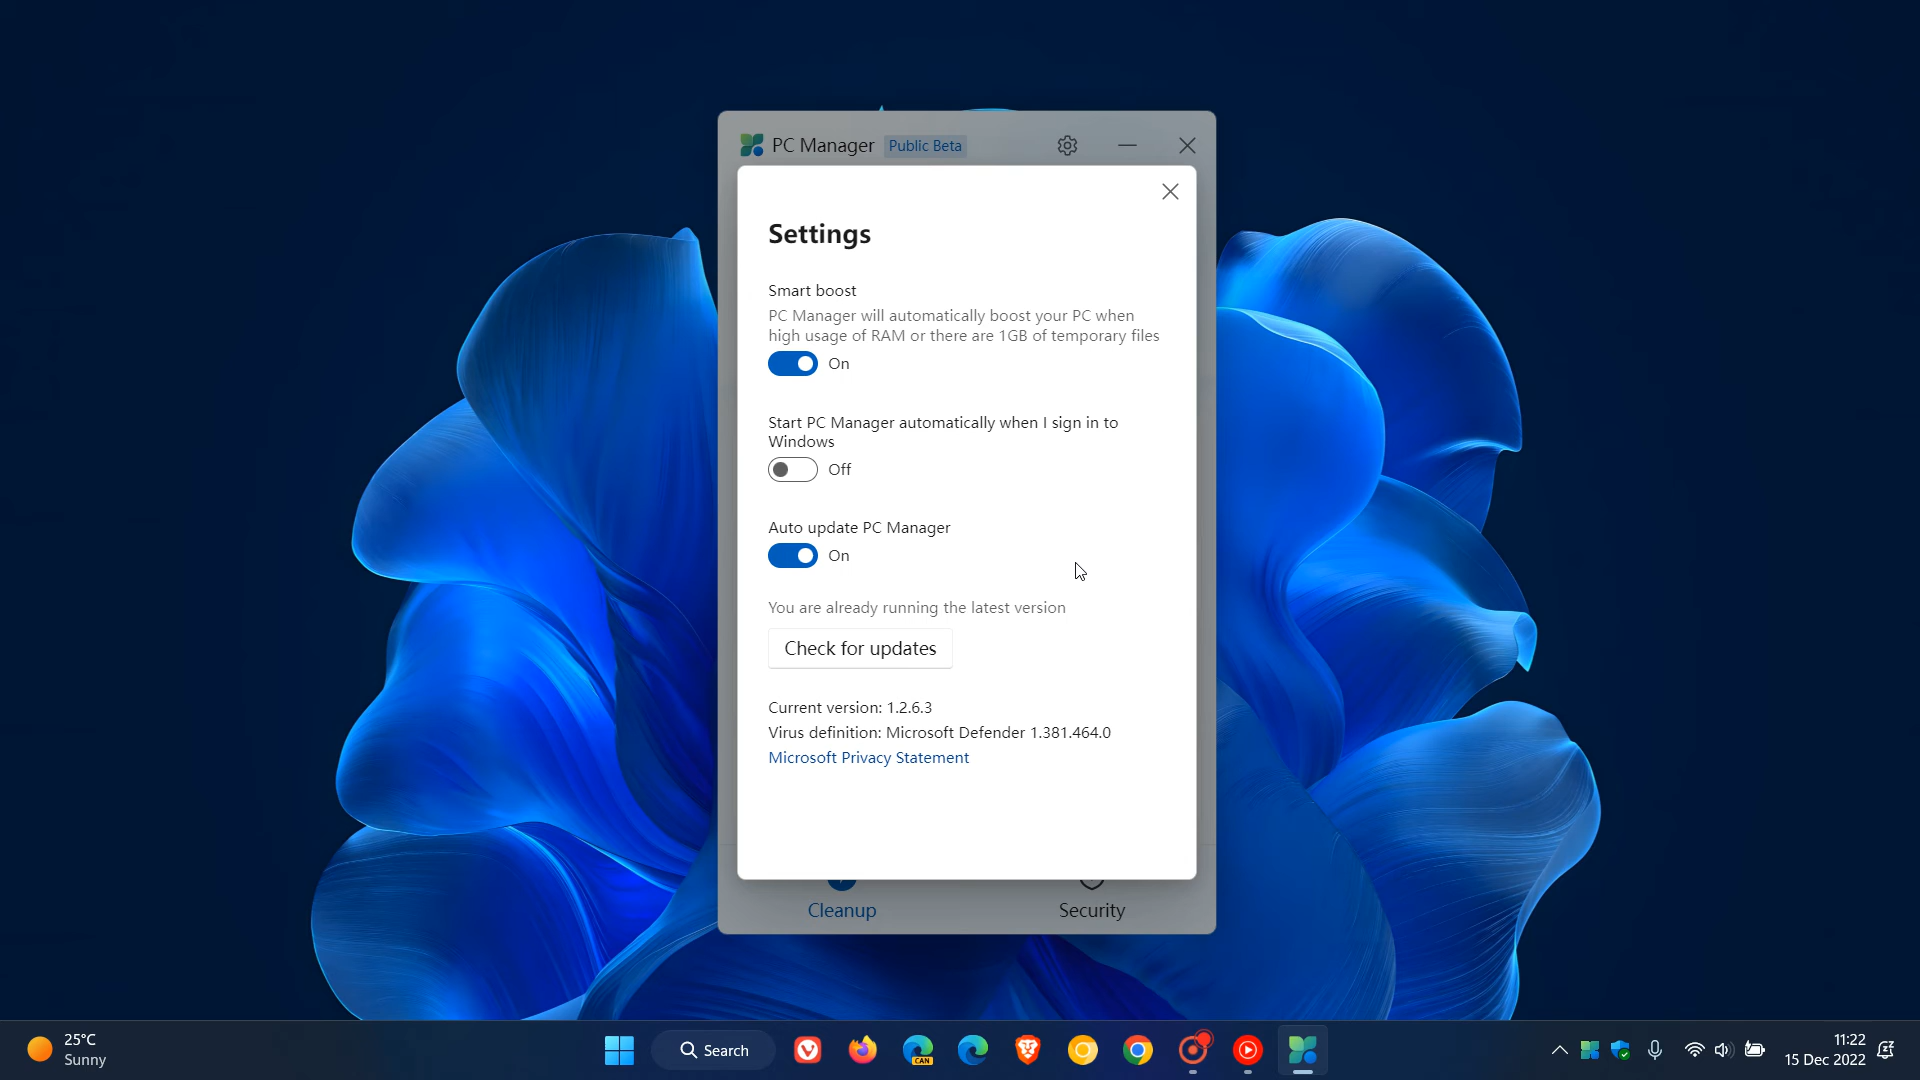 PC Manager Public Beta
Settings
Smart boost
PC Manager will automatically boost your PC when
high usage of RAM or there are 1GB of temporary files
On
Start PC Manager automatically when I sign in to
Windows
Off
Auto update PC Manager
On
You are already running the latest version
Check for updates
Current version: 1.2.6.3
Virus definition: Microsoft Defender 1.381.464.0
Microsoft Privacy Statement
Cleanup
Security
25°C
Sunny
Search
CAN
11:22
15 Dec 2022